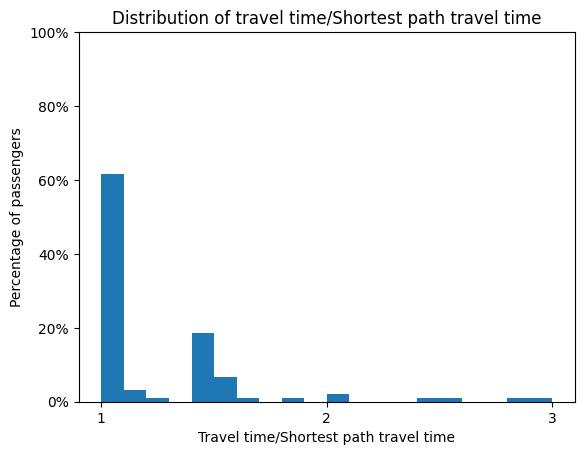 Distribution of travel time/Shortest path travel time
100%
80%
60%
40%
20%
0%
Percentage of passengers
1 2 3
Travel time/Shortest path travel time